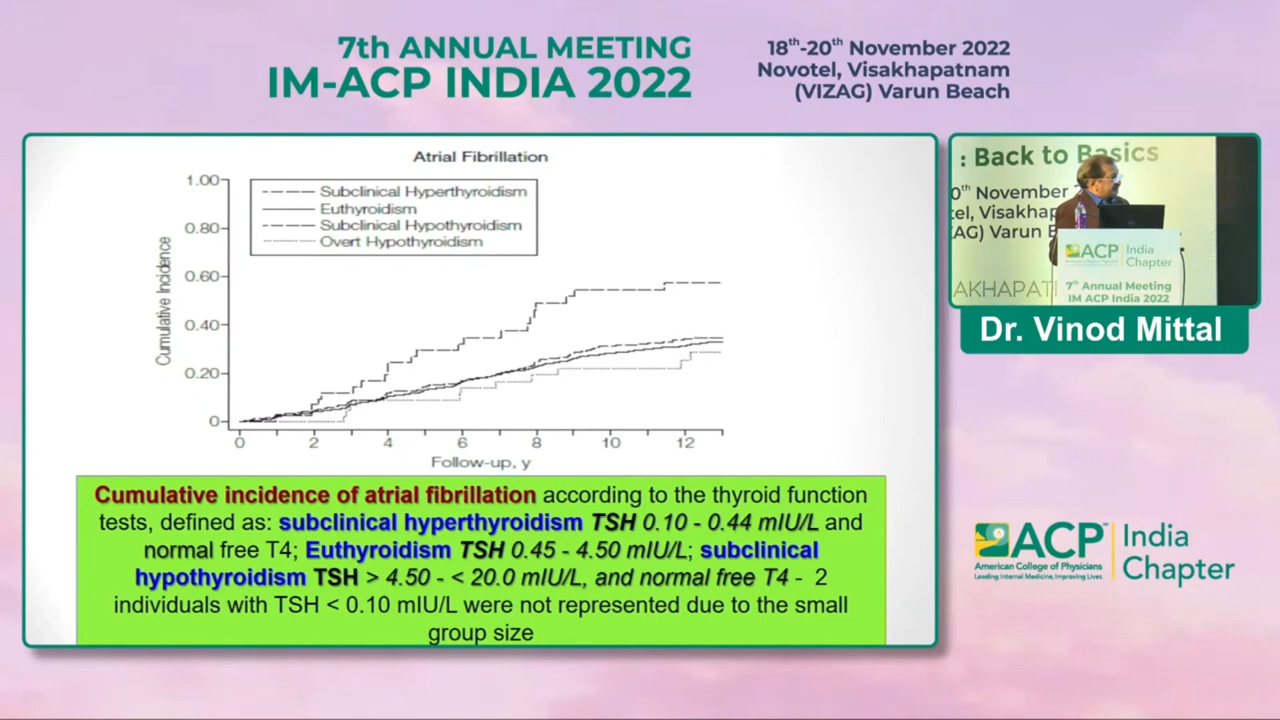 7th ANNUAL MEETING
IM-ACP INDIA 2022
18th-20th November 2022
Novotel, Visakhapatnam
(VIZAG) Varun Beach
Atrial Fibrillation
Subclinical Hyperthyroidism
Euthyroidism
Subclinical Hypothyroidism
Overt Hypothyroidism
Cumulative Incidence
1.00
0.80
0.60
0.40
0.20
0
0 2 4 6 8 10 12
Follow-up, y
Cumulative incidence of atrial fibrillation according to the thyroid function
tests, defined as: subclinical hyperthyroidism TSH 0.10 - 0.44 mIU/L and
normal free T4; Euthyroidism TSH 0.45 - 4.50 mIU/L; subclinical
hypothyroidism TSH > 4.50 - < 20.0 mIU/L, and normal free T4 - 2
individuals with TSH < 0.10 mIU/L were not represented due to the small
group size
: Back to Basics
0th November
tel, Visakhap
AG) Varun B
AKHAPAT
ACP India
Chapter
7th Annual Meeting
IM ACP India 2022
Dr. Vinod Mittal
ACP™ India
Chapter
American College of Physicians
Leading Internal Medicine, Improving Lives